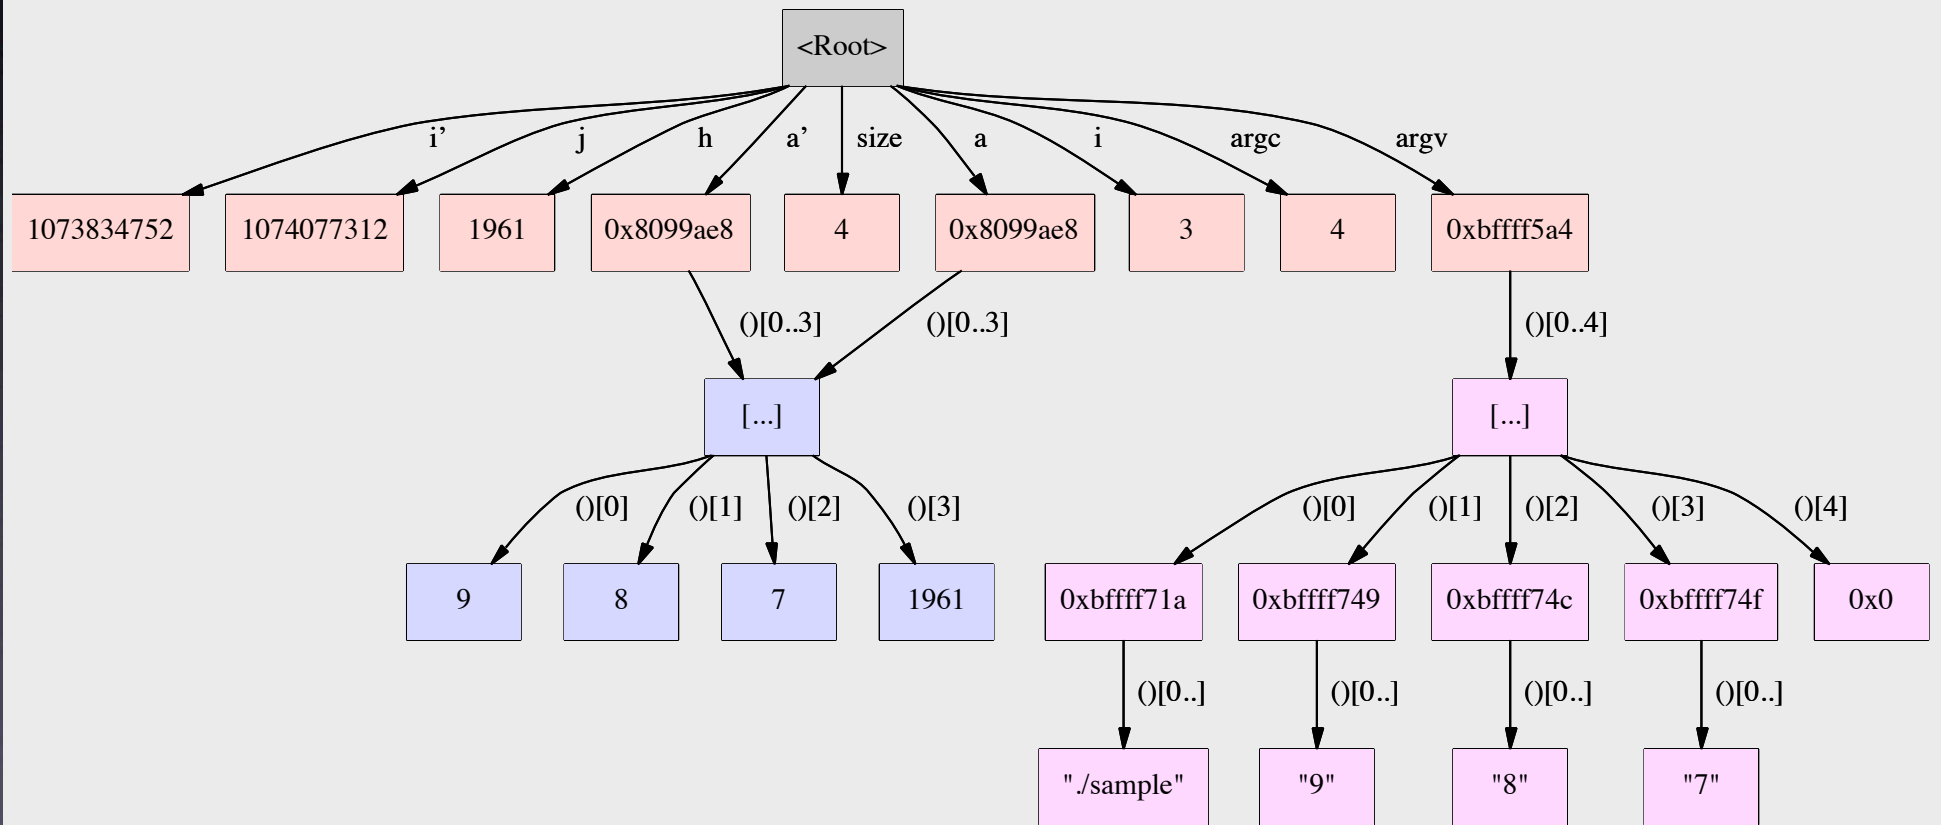 <Root>
i’ j h a’ size a i argc argv
1073834752 1074077312 1961 0x8099ae8 4 0x8099ae8 3 4 0xbffff5a4
()[0..3] ()[0..3] ()[0..4]
[...] [...]
()[0] ()[1] ()[2] ()[3] ()[0] ()[1] ()[2] ()[3] ()[4]
9 8 7 1961 0xbffff71a 0xbffff749 0xbffff74c 0xbffff74f 0x0
()[0..] ()[0..] ()[0..] ()[0..]
"./sample" "9" "8" "7"